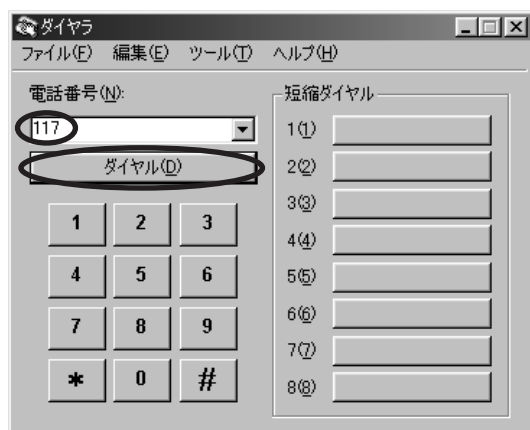 ダイヤラ
ファイル(F) 編集(E) ツール(T) ヘルプ(H)
電話番号(N):
117
ダイヤル(D)
1 2 3
4 5 6
7 8 9
* 0 #
短縮ダイヤル
1(1)
2(2)
3(3)
4(4)
5(5)
6(6)
7(7)
8(8)